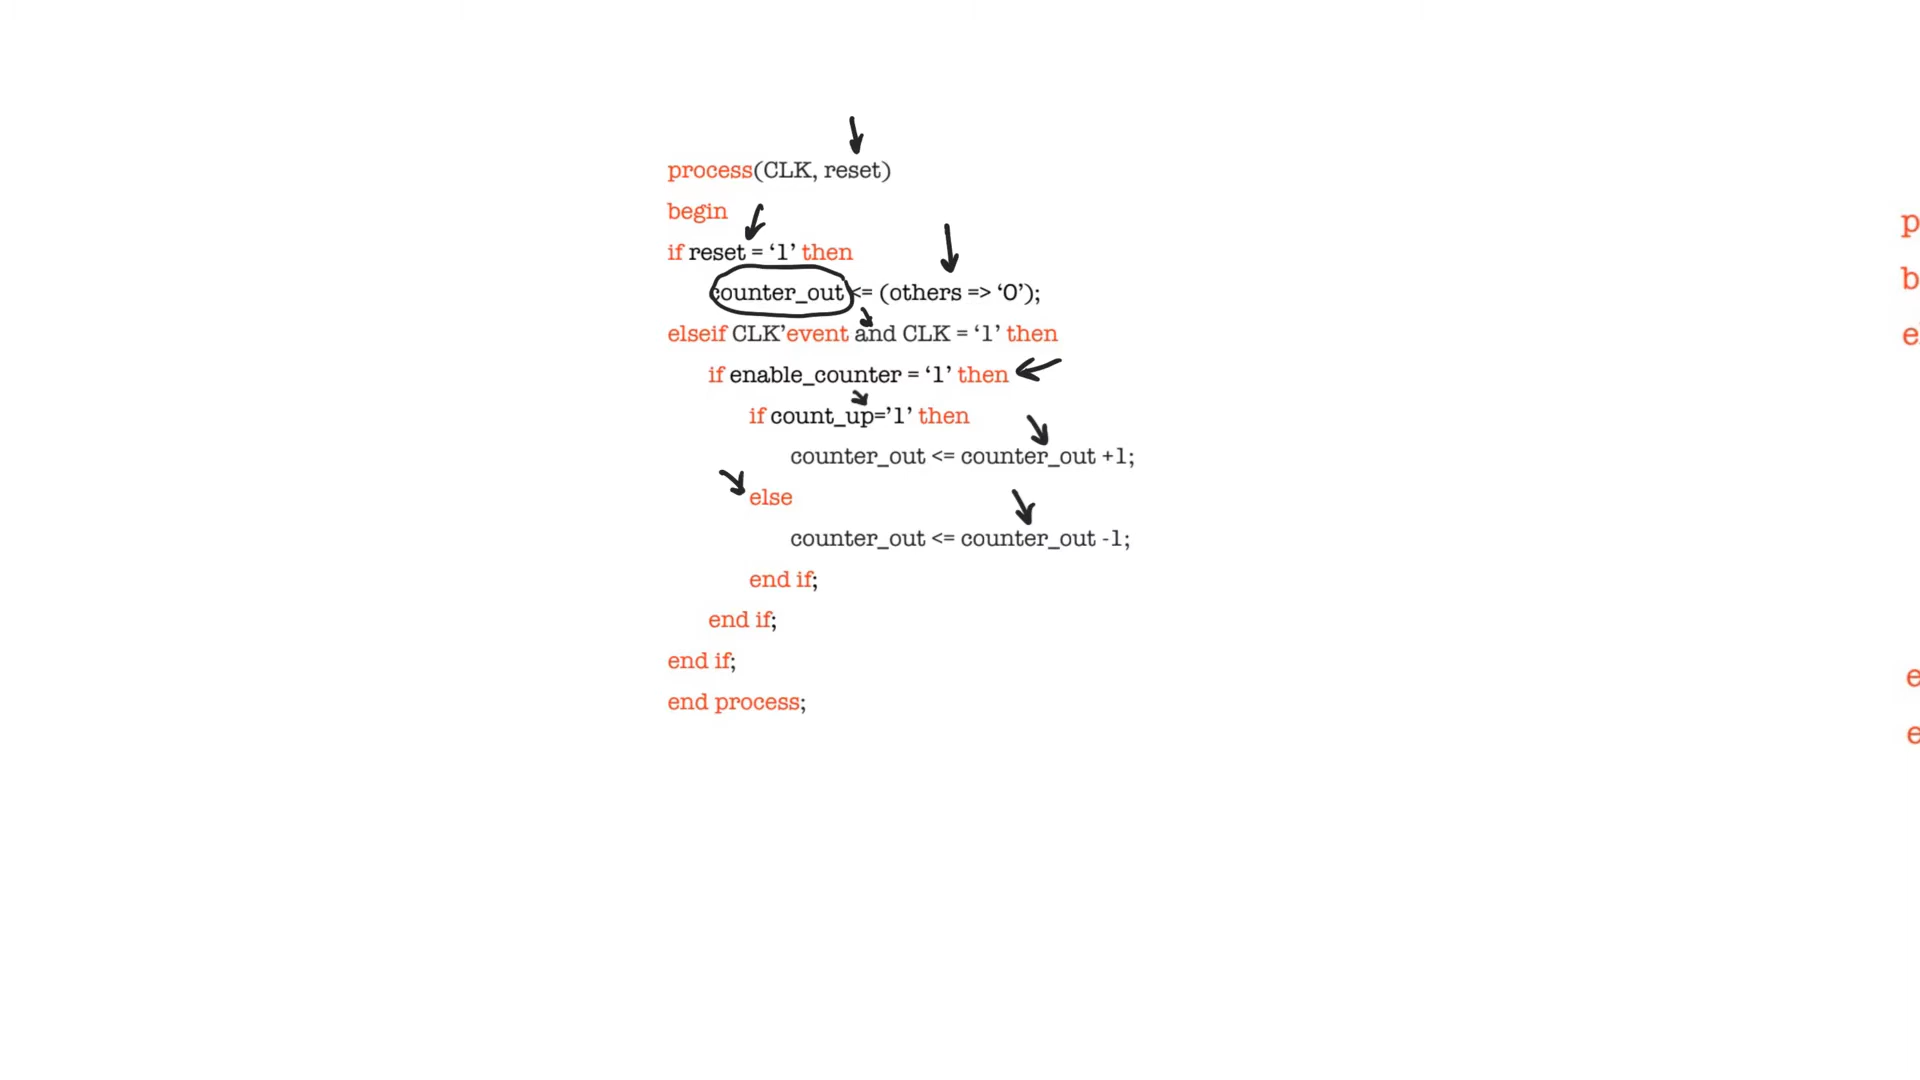 process(CLK, reset)
begin
if reset = ‘1’ then
counter_out <= (others => ‘0’);
elseif CLK’event and CLK = ‘1’ then
if enable_counter = ‘1’ then
if count_up=’1’ then
counter_out <= counter_out +1;
else
counter_out <= counter_out -1;
end if;
end if;
end if;
end process;